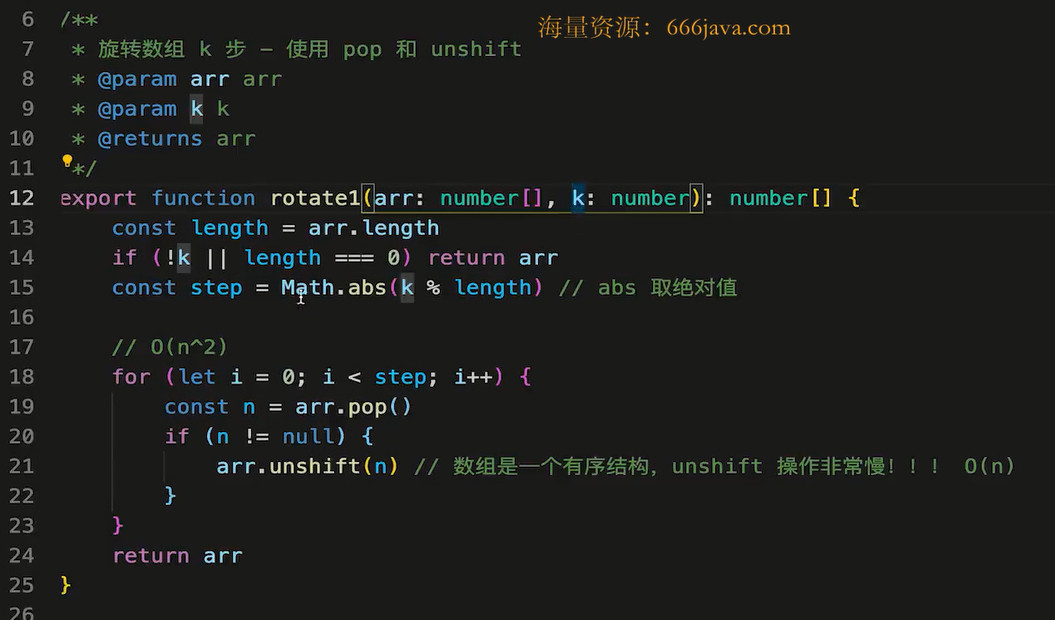 海量资源：666java.com
6 /**
7 * 旋转数组 k 步 - 使用 pop 和 unshift
8 * @param arr arr
9 * @param k k
10 * @returns arr
11 */
12 export function rotate1(arr: number[], k: number): number[] {
13 const length = arr.length
14 if (!k || length === 0) return arr
15 const step = Math.abs(k % length) // abs 取绝对值
16
17 // O(n^2)
18 for (let i = 0; i < step; i++) {
19 const n = arr.pop()
20 if (n != null) {
21 arr.unshift(n) // 数组是一个有序结构，unshift 操作非常慢！！！ O(n)
22 }
23 }
24 return arr
25 }
26